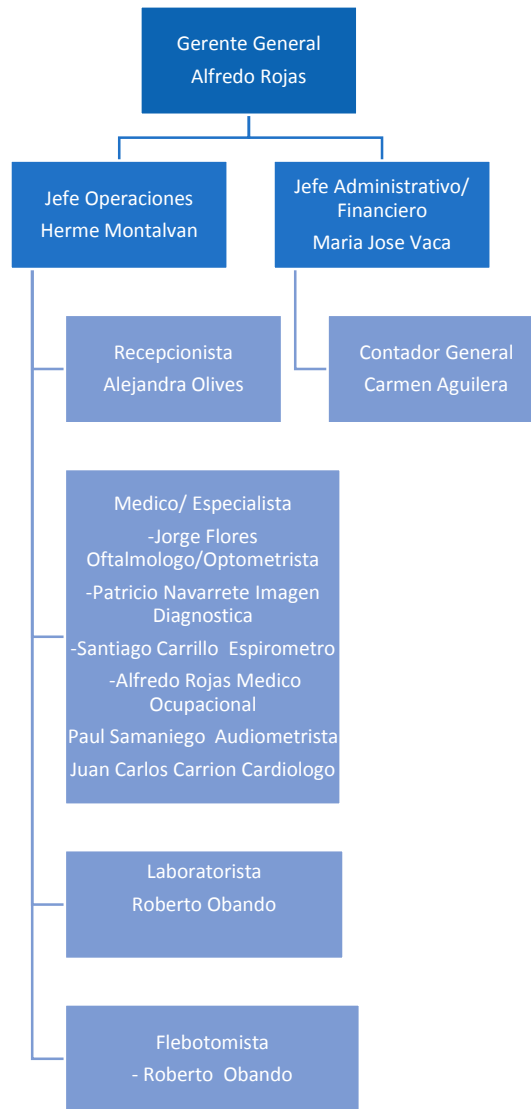 Gerente General
Alfredo Rojas
Jefe Operaciones
Herme Montalvan
Jefe Administrativo/
Financiero
Maria Jose Vaca
Recepcionista
Alejandra Olives
Contador General
Carmen Aguilera
Medico/ Especialista
-Jorge Flores
Oftalmologo/Optometrista
-Patricio Navarrete Imagen
Diagnostica
-Santiago Carrillo  Espirometro
-Alfredo Rojas Medico
Ocupacional
Paul Samaniego  Audiometrista
Juan Carlos Carrion Cardiologo
Laboratorista
Roberto Obando
Flebotomista
- Roberto  Obando